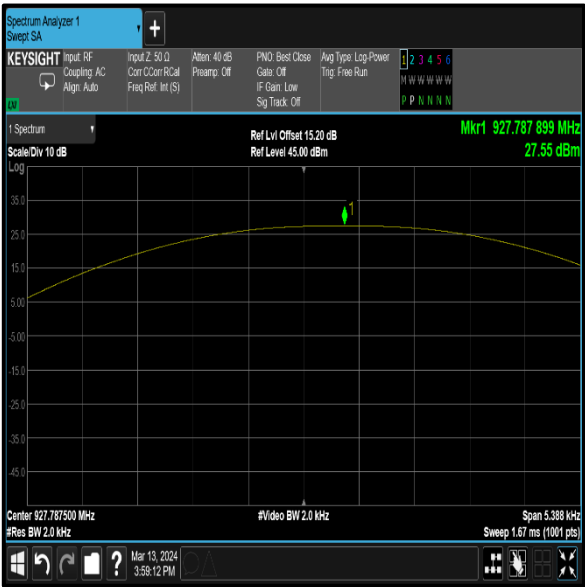 Spectrum Analyzer 1
Swept SA
+
KEYSIGHT Input: RF Input Z: 50 Ω Atten: 40 dB PNO: Best Close Avg Type: Log-Power 1 2 3 4 5 6
Coupling: AC Corr CCorr RCal Preamp: Off Gate: Off Trig: Free Run M W W W W W
Align: Auto Freq Ref: Int (S) IF Gain: Low
LXI Sig Track: Off P P N N N N
1 Spectrum Ref Lvl Offset 15.20 dB Mkr1 927.787 899 MHz
Scale/Div 10 dB Ref Level 45.00 dBm 27.55 dBm
Log
1
35.0
25.0
15.0
5.00
-5.00
-15.0
-25.0
-35.0
-45.0
Center 927.787500 MHz #Video BW 2.0 kHz Span 5.388 kHz
#Res BW 2.0 kHz Sweep 1.67 ms (1001 pts)
? Mar 13, 2024
3:59:12 PM